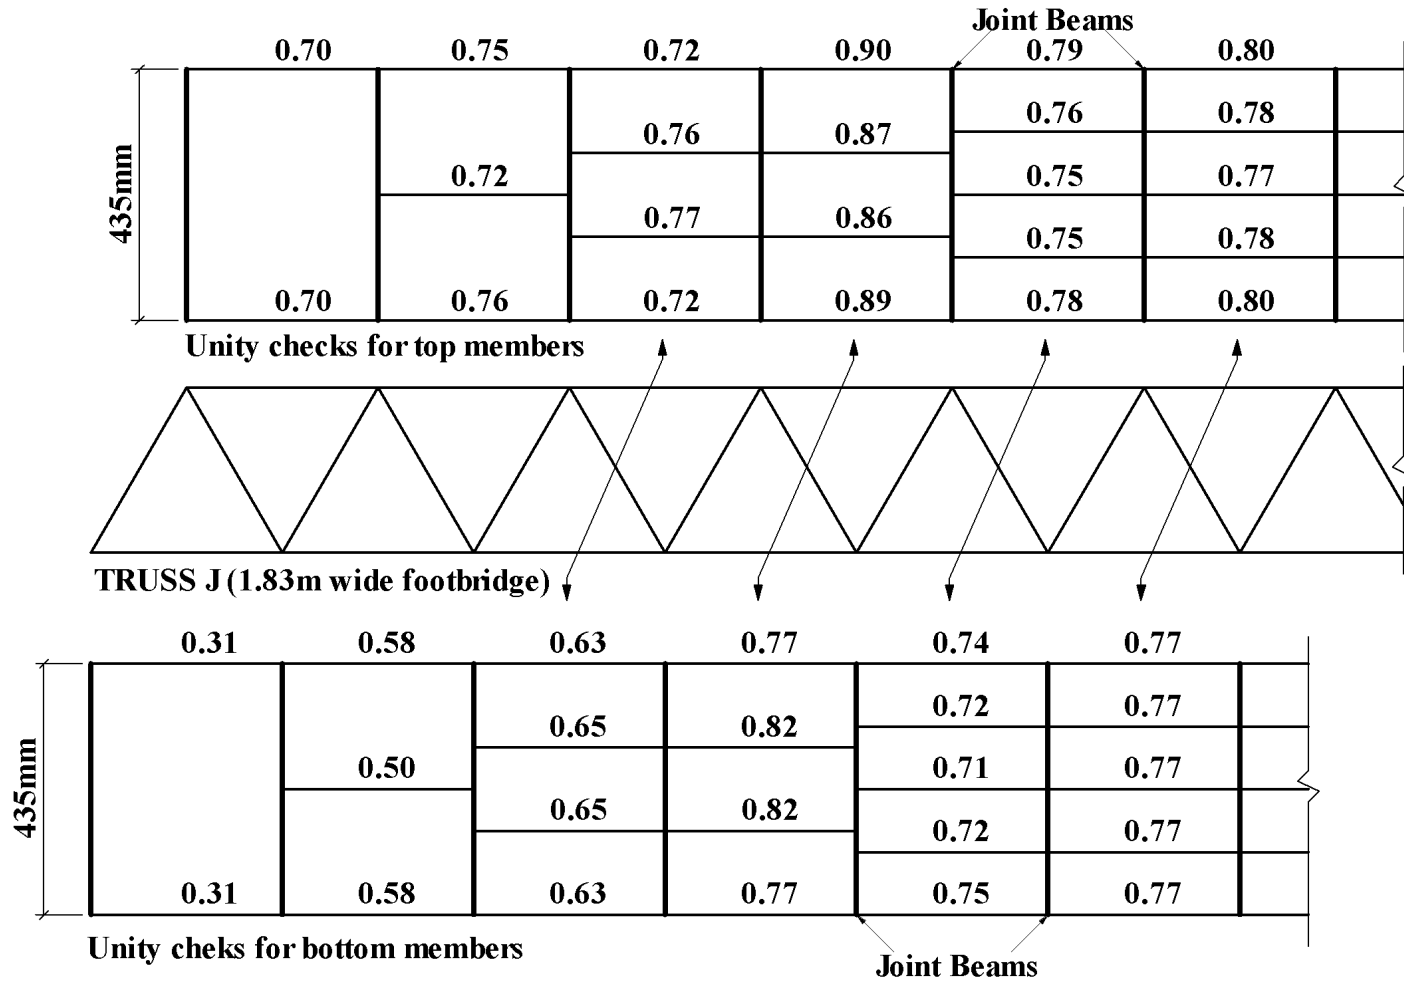 Joint Beams
0.70 0.75 0.72 0.90 0.79 0.80
0.76 0.78
0.76 0.87
0.72 0.75 0.77
0.77 0.86
0.75 0.78
0.70 0.76 0.72 0.89 0.78 0.80
435mm
Unity checks for top members
TRUSS J (1.83m wide footbridge)
0.31 0.58 0.63 0.77 0.74 0.77
0.72 0.77
0.65 0.82
0.50 0.71 0.77
0.65 0.82
0.72 0.77
0.31 0.58 0.63 0.77 0.75 0.77
435mm
Unity cheks for bottom members
Joint Beams